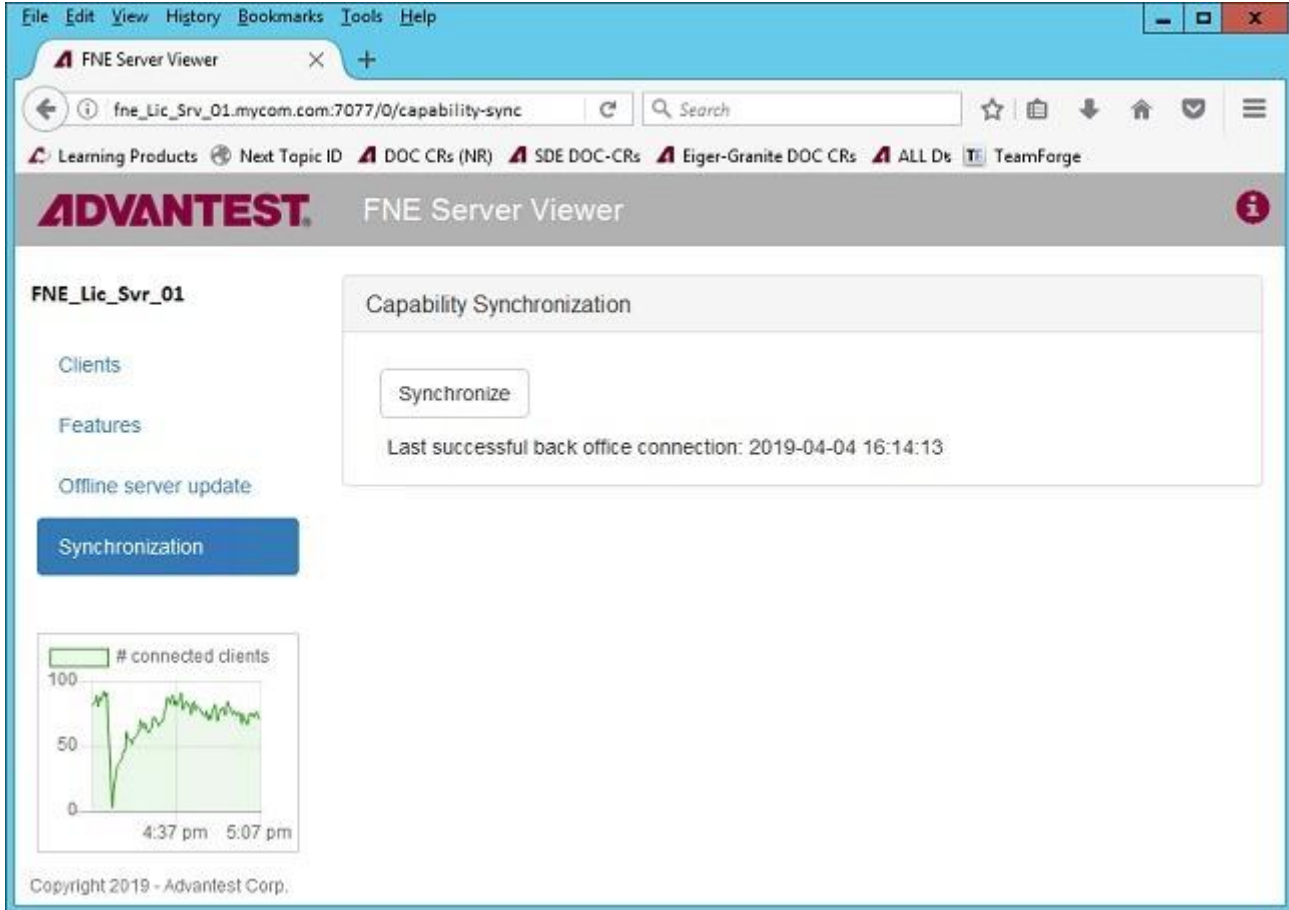 File Edit View History Bookmarks Tools Help
FNE Server Viewer
fne_Lic_Srv_01.mycom.com:7077/0/capability-sync Search
Learning Products Next Topic ID DOC CRs (NR) SDE DOC-CRs Eiger-Granite DOC CRs ALL Ds TeamForge
ADVANTEST. FNE Server Viewer
FNE_Lic_Svr_01
Capability Synchronization
Clients
Synchronize
Features
Last successful back office connection: 2019-04-04 16:14:13
Offline server update
Synchronization
# connected clients
100
50
0
4:37 pm 5:07 pm
Copyright 2019 - Advantest Corp.